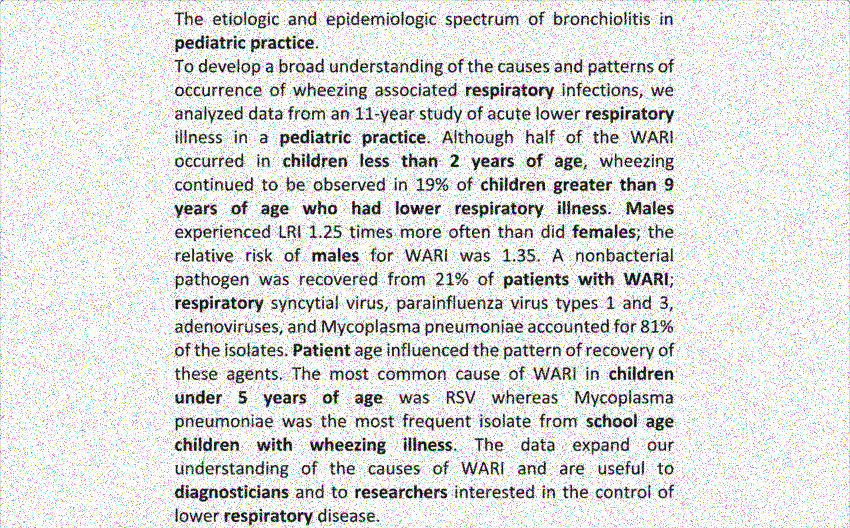 The etiologic and epidemiologic spectrum of bronchiolitis in
pediatric practice.
To develop a broad understanding of the causes and patterns of
occurrence of wheezing associated respiratory infections, we
analyzed data from an 11-year study of acute lower respiratory
illness in a pediatric practice. Although half of the WARI
occurred in children less than 2 years of age, wheezing
continued to be observed in 19% of children greater than 9
years of age who had lower respiratory illness. Males
experienced LRI 1.25 times more often than did females; the
relative risk of males for WARI was 1.35. A nonbacterial
pathogen was recovered from 21% of patients with WARI;
respiratory syncytial virus, parainfluenza virus types 1 and 3,
adenoviruses, and Mycoplasma pneumoniae accounted for 81%
of the isolates. Patient age influenced the pattern of recovery of
these agents. The most common cause of WARI in children
under 5 years of age was RSV whereas Mycoplasma
pneumoniae was the most frequent isolate from school age
children with wheezing illness. The data expand our
understanding of the causes of WARI and are useful to
diagnosticians and to researchers interested in the control of
lower respiratory disease.